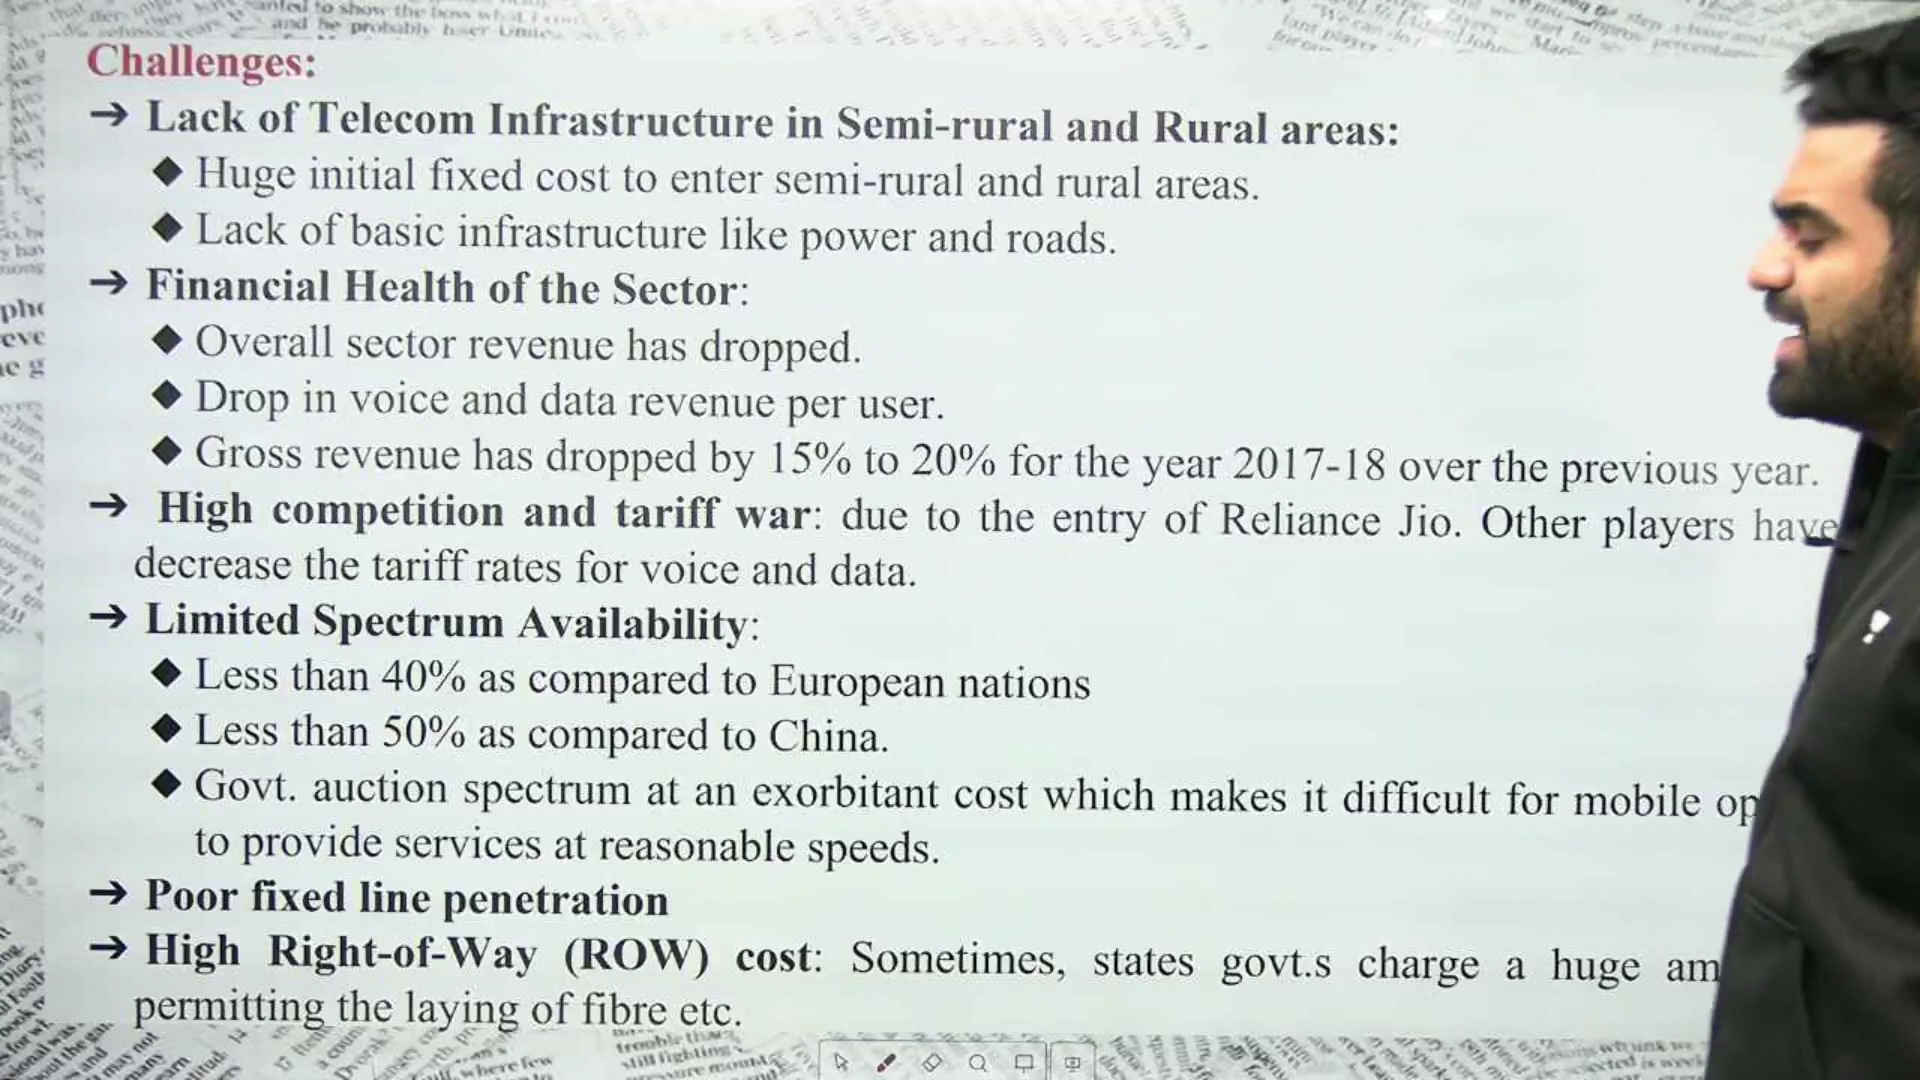 Challenges:
→ Lack of Telecom Infrastructure in Semi-rural and Rural areas:
◆ Huge initial fixed cost to enter semi-rural and rural areas.
◆ Lack of basic infrastructure like power and roads.
→ Financial Health of the Sector:
◆ Overall sector revenue has dropped.
◆ Drop in voice and data revenue per user.
◆ Gross revenue has dropped by 15% to 20% for the year 2017-18 over the previous year.
→ High competition and tariff war: due to the entry of Reliance Jio. Other players have
decrease the tariff rates for voice and data.
→ Limited Spectrum Availability:
◆ Less than 40% as compared to European nations
◆ Less than 50% as compared to China.
◆ Govt. auction spectrum at an exorbitant cost which makes it difficult for mobile
to provide services at reasonable speeds.
→ Poor fixed line penetration
→ High Right-of-Way (ROW) cost: Sometimes, states govt.s charge a huge
permitting the laying of fibre etc.